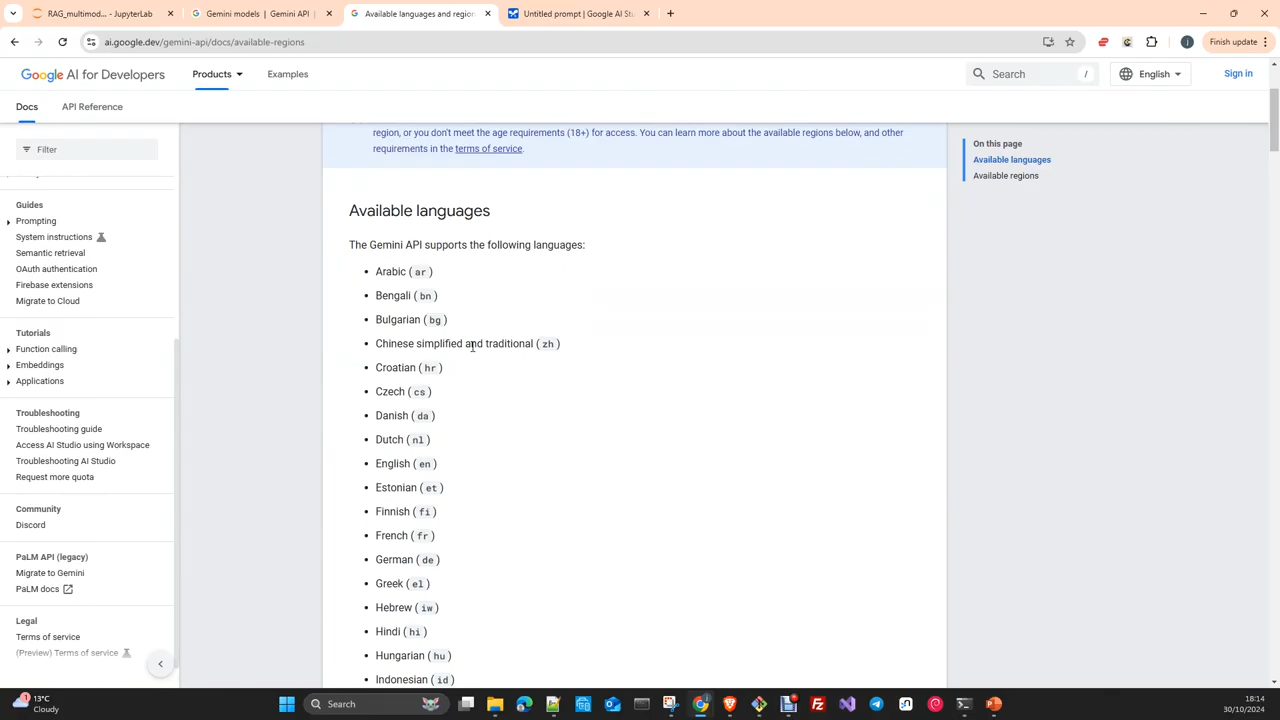 RAG_multimod... - JupyterLab
Gemini models | Gemini API |
Available languages and region
Untitled prompt | Google AI Stu
ai.google.dev/gemini-api/docs/available-regions
Finish update
Google AI for Developers
Products
Examples
Search
/
English
Sign in
Docs
API Reference
Filter
Guides
Prompting
System instructions
Semantic retrieval
OAuth authentication
Firebase extensions
Migrate to Cloud
Tutorials
Function calling
Embeddings
Applications
Troubleshooting
Troubleshooting guide
Access AI Studio using Workspace
Troubleshooting AI Studio
Request more quota
Community
Discord
PaLM API (legacy)
Migrate to Gemini
PaLM docs
Legal
Terms of service
(Preview) Terms of service
region, or you don't meet the age requirements (18+) for access. You can learn more about the available regions below, and other
requirements in the terms of service.
Available languages
The Gemini API supports the following languages:
Arabic (ar)
Bengali (bn)
Bulgarian (bg)
Chinese simplified and traditional (zh)
Croatian (hr)
Czech (cs)
Danish (da)
Dutch (nl)
English (en)
Estonian (et)
Finnish (fi)
French (fr)
German (de)
Greek (el)
Hebrew (iw)
Hindi (hi)
Hungarian (hu)
Indonesian (id)
On this page
Available languages
Available regions
1
13°C
Cloudy
Search
18:14
30/10/2024